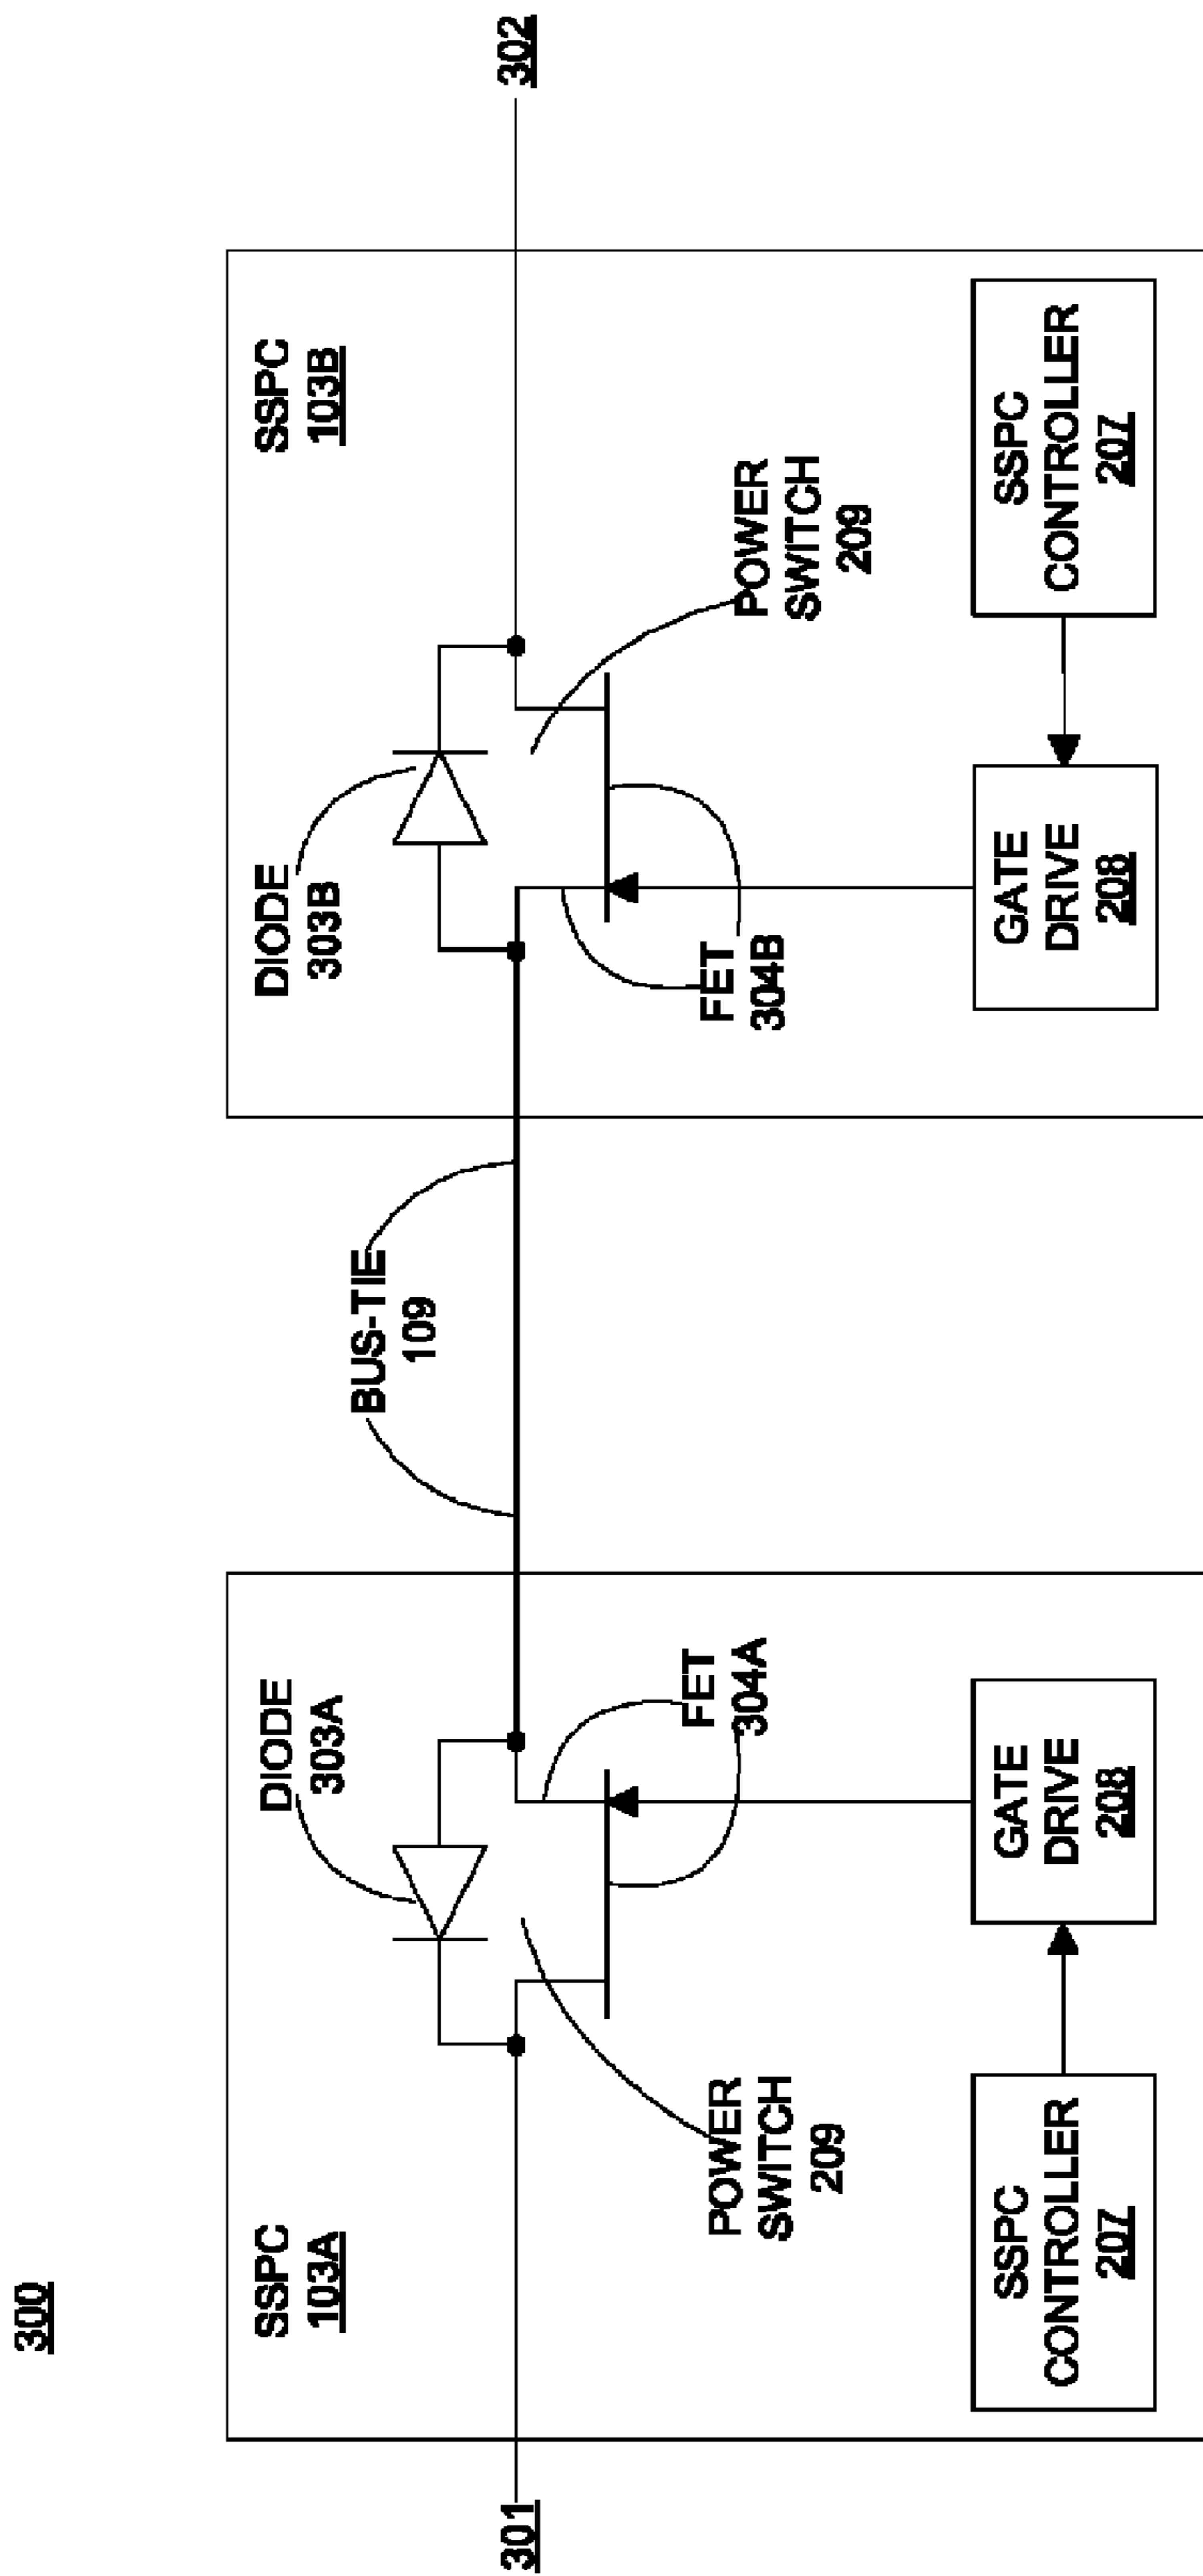 300
SSPC
103A
DIODE
303A
BUS-TIE
109
DIODE
303B
SSPC
103B
301
302
POWER
SWITCH
209
FET
304A
FET
304B
POWER
SWITCH
209
SSPC
CONTROLLER
207
GATE
DRIVE
208
GATE
DRIVE
208
SSPC
CONTROLLER
207